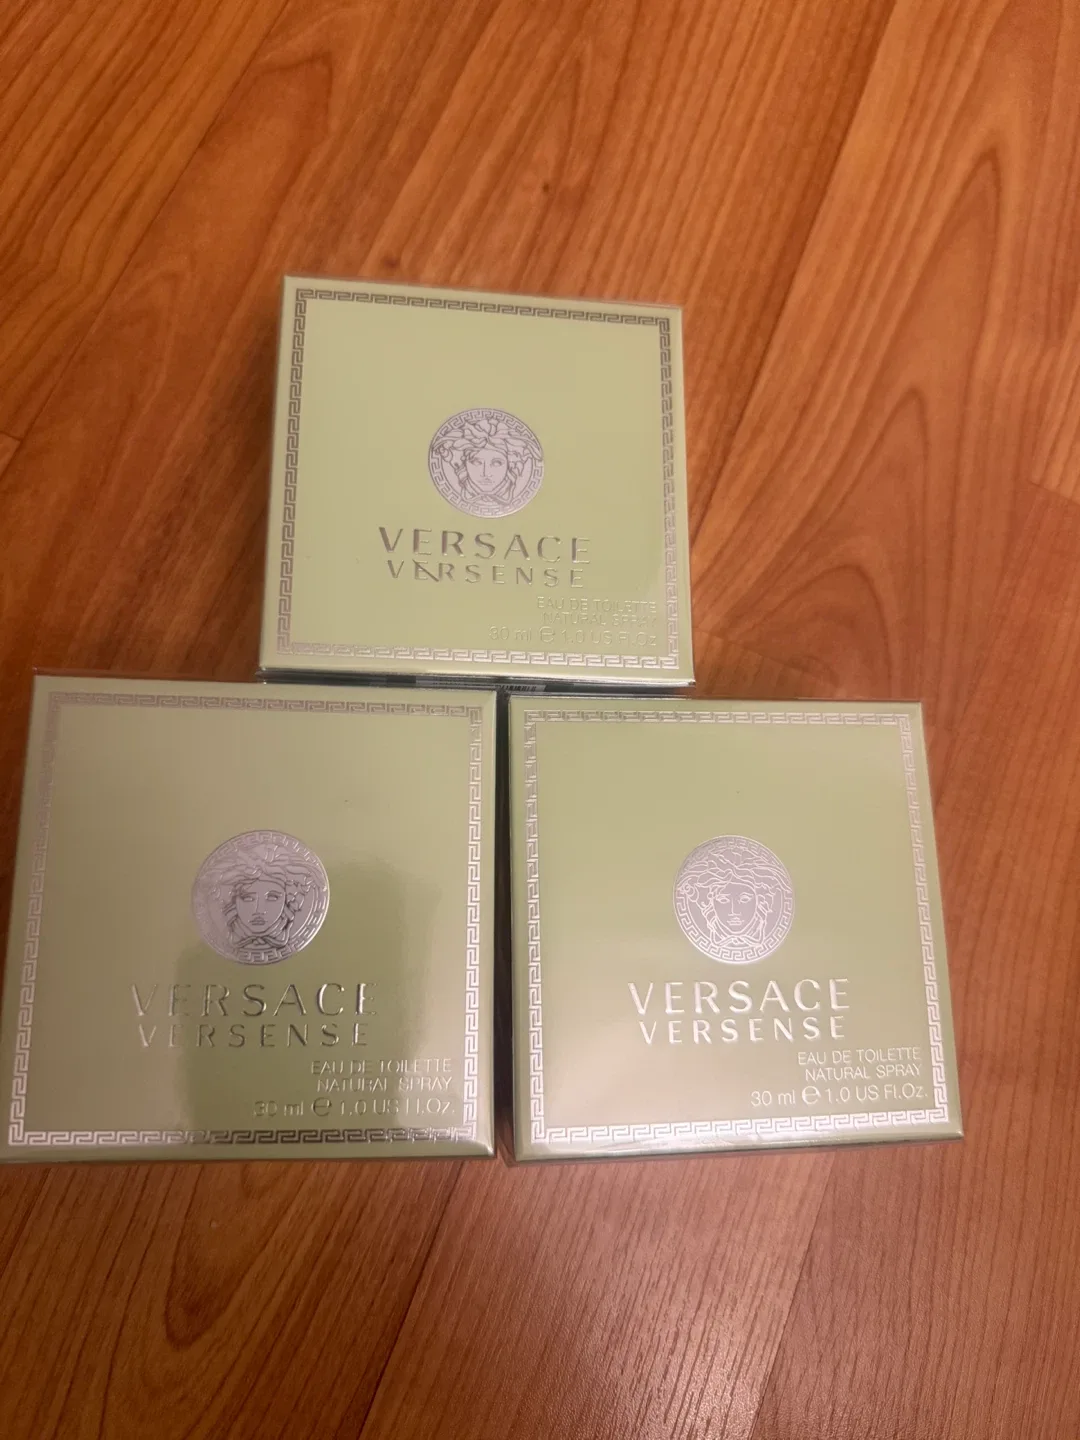 VERSACE
VERSENSE
EAU DE TOILETTE
NATURAL SPRAY
30 ml ℮ 1.0 US Fl.Oz.
VERSACE
VERSENSE
EAU DE TOILETTE
NATURAL SPRAY
30 ml ℮ 1.0 US Fl.Oz.
VERSACE
VERSENSE
EAU DE TOILETTE
NATURAL SPRAY
30 ml ℮ 1.0 US Fl.Oz.